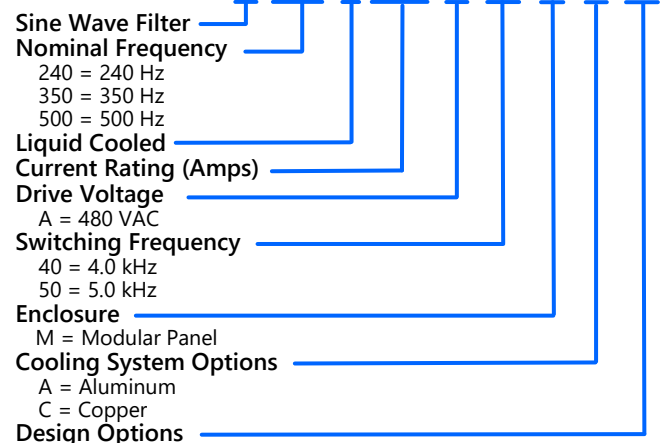 Sine Wave Filter
Nominal Frequency
240 = 240 Hz
350 = 350 Hz
500 = 500 Hz
Liquid Cooled
Current Rating (Amps)
Drive Voltage
A = 480 VAC
Switching Frequency
40 = 4.0 kHz
50 = 5.0 kHz
Enclosure
M = Modular Panel
Cooling System Options
A = Aluminum
C = Copper
Design Options